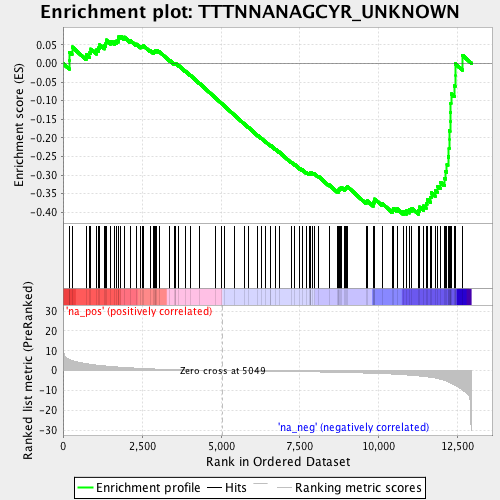 Enrichment plot: TTTNNANAGCYR_UNKNOWN
Enrichment score (ES)
0.05
0.00
-0.05
-0.10
-0.15
-0.20
-0.25
-0.30
-0.35
-0.40
'na_pos' (positively correlated)
Ranked list metric (PreRanked)
30
20
10
0
-10
-20
-30
Zero cross at 5049
'na_neg' (negatively correlated)
0
2,500
5,000
7,500
10,000
12,500
Rank in Ordered Dataset
Enrichment profile
Hits
Ranking metric scores